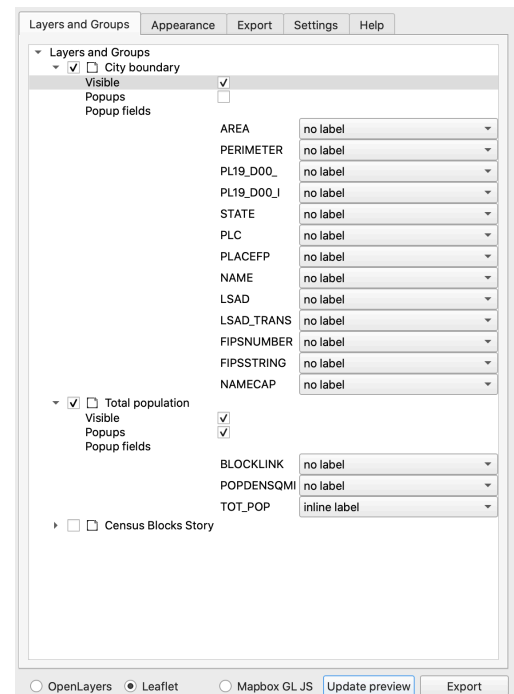 Layers and Groups Appearance Export Settings Help
Layers and Groups
City boundary
Visible
Popups
Popup fields
AREA no label
PERIMETER no label
PL19_D00_ no label
PL19_D00_I no label
STATE no label
PLC no label
PLACEFP no label
NAME no label
LSAD no label
LSAD_TRANS no label
FIPSNUMBER no label
FIPSSTRING no label
NAMECAP no label
Total population
Visible
Popups
Popup fields
BLOCKLINK no label
POPDENSQMI no label
TOT_POP inline label
Census Blocks Story
OpenLayers Leaflet Mapbox GL JS Update preview Export